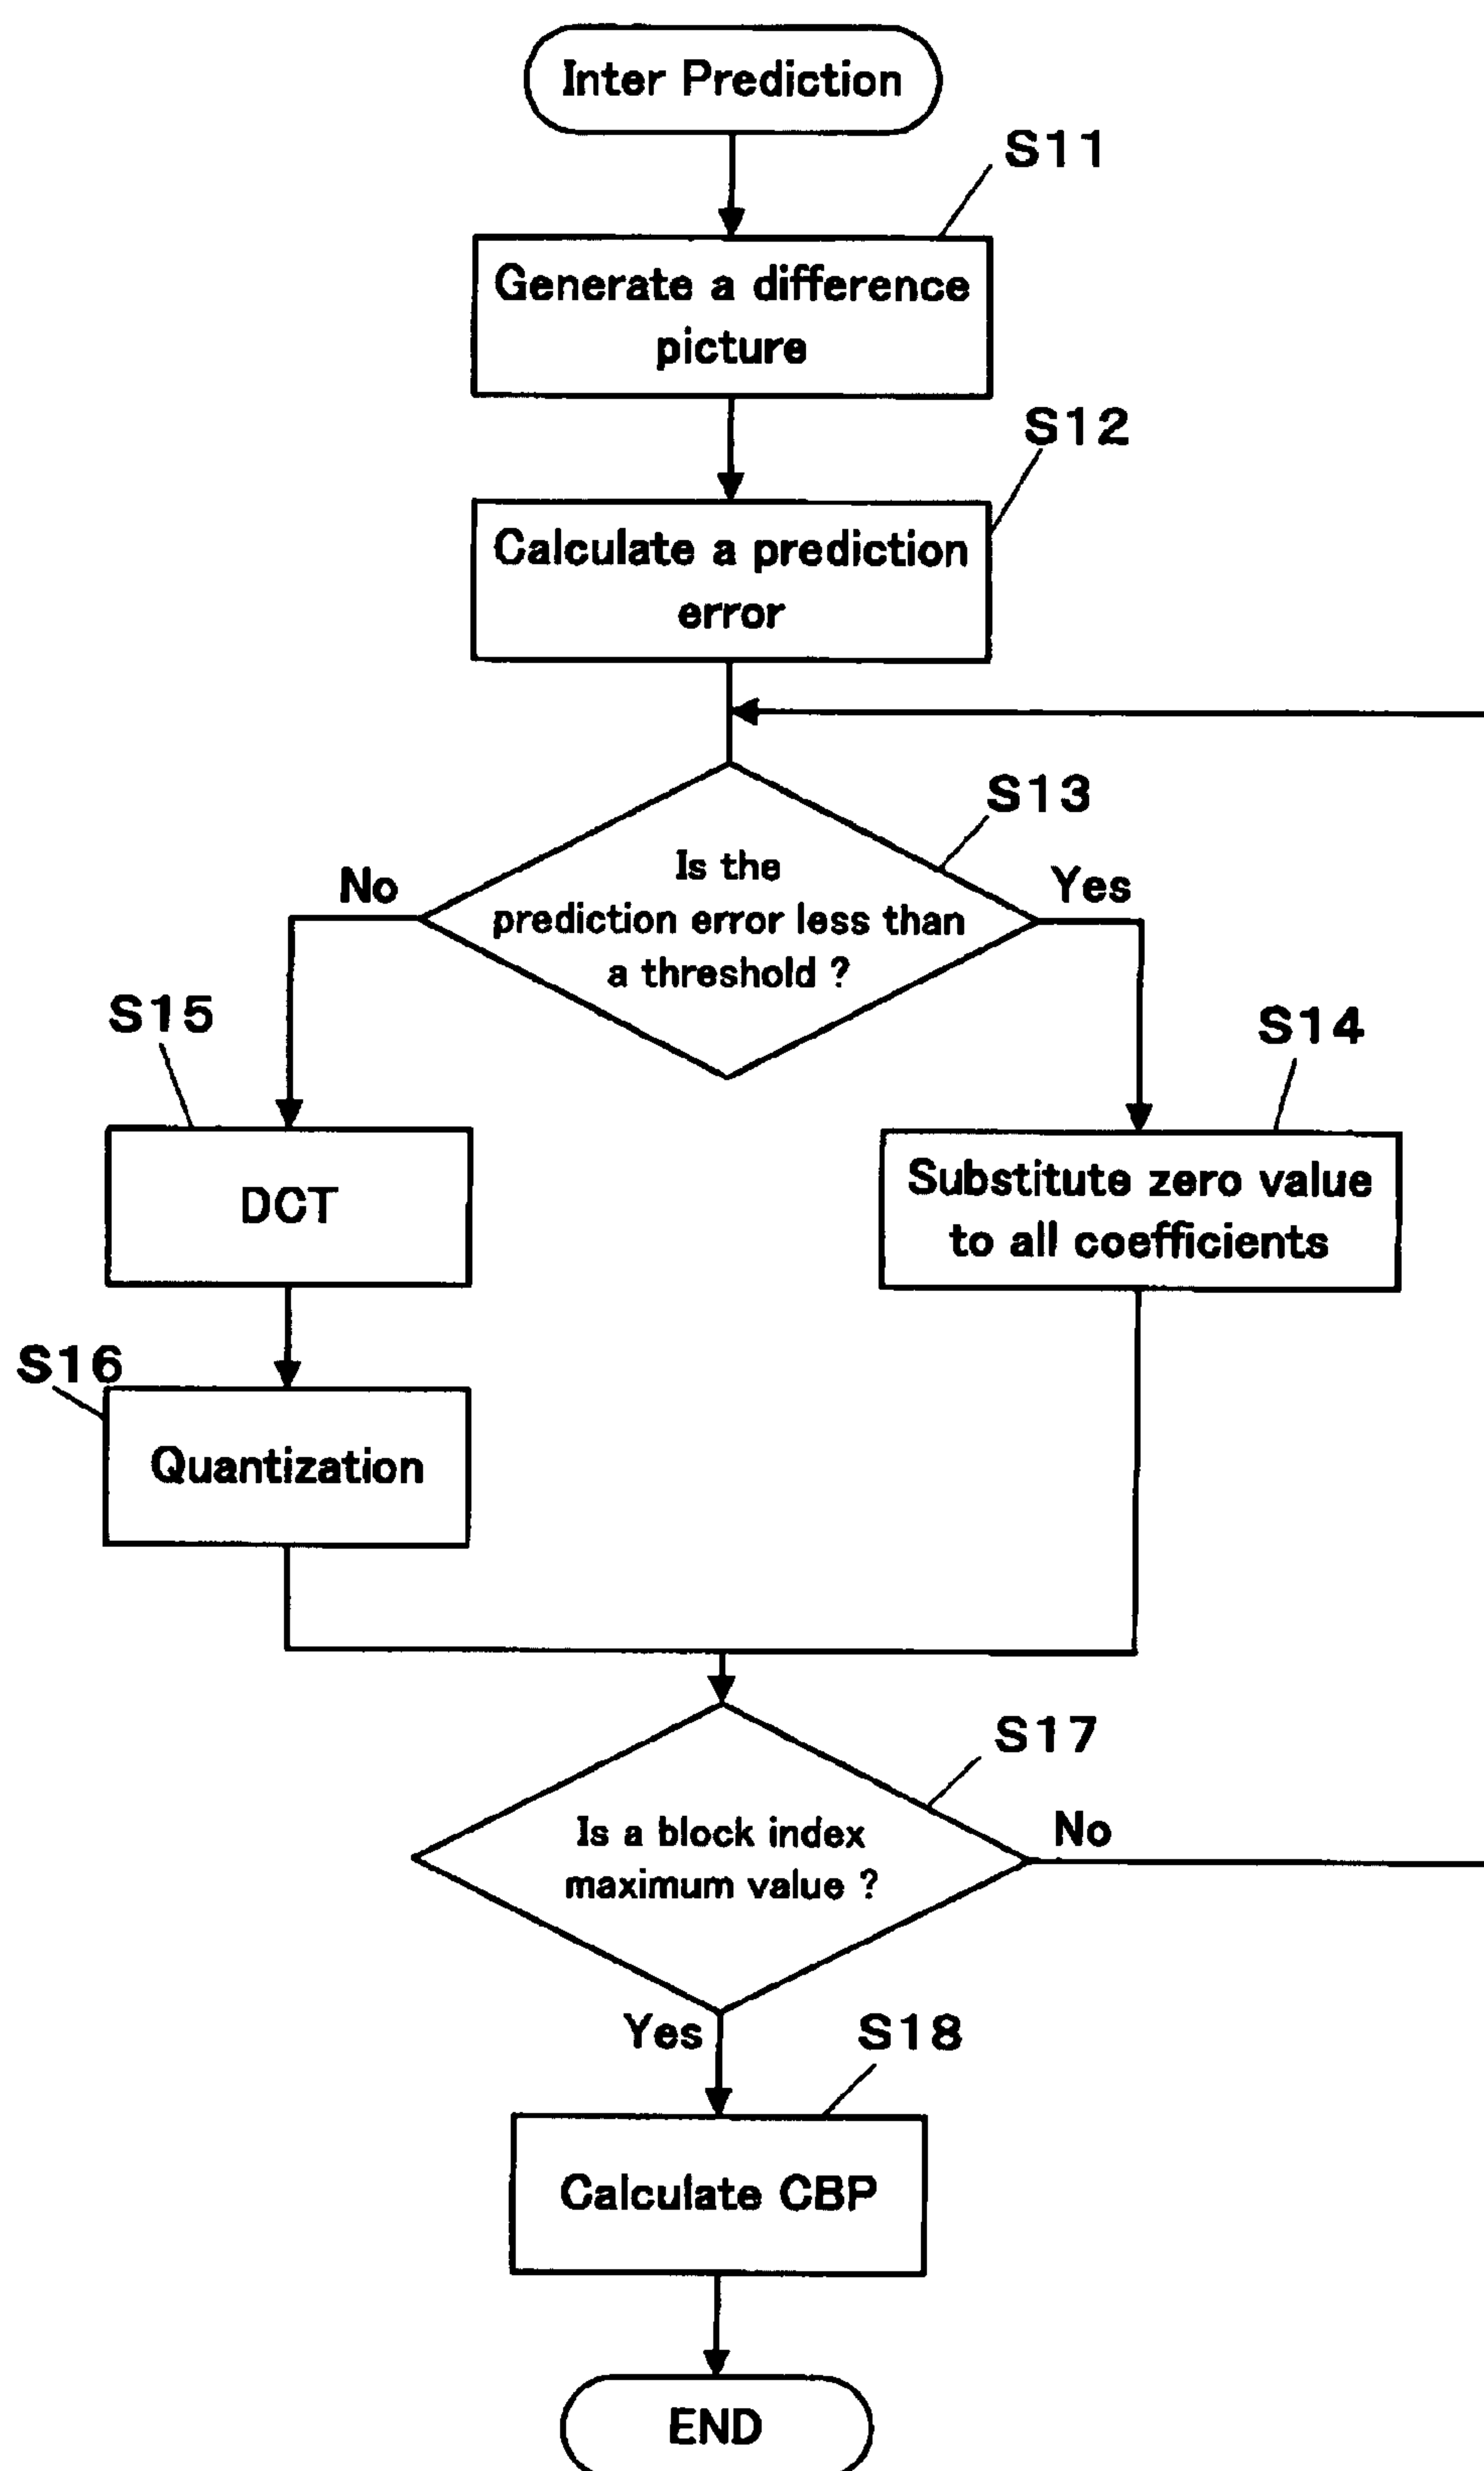 Inter Prediction
S11
Generate a difference
picture
S12
Calculate a prediction
error
S13
Is the
prediction error less than
a threshold ?
No
Yes
S15
S14
DCT
Substitute zero value
to all coefficients
S16
Quantization
S17
Is a block index
maximum value ?
No
Yes
S18
Calculate CBP
END